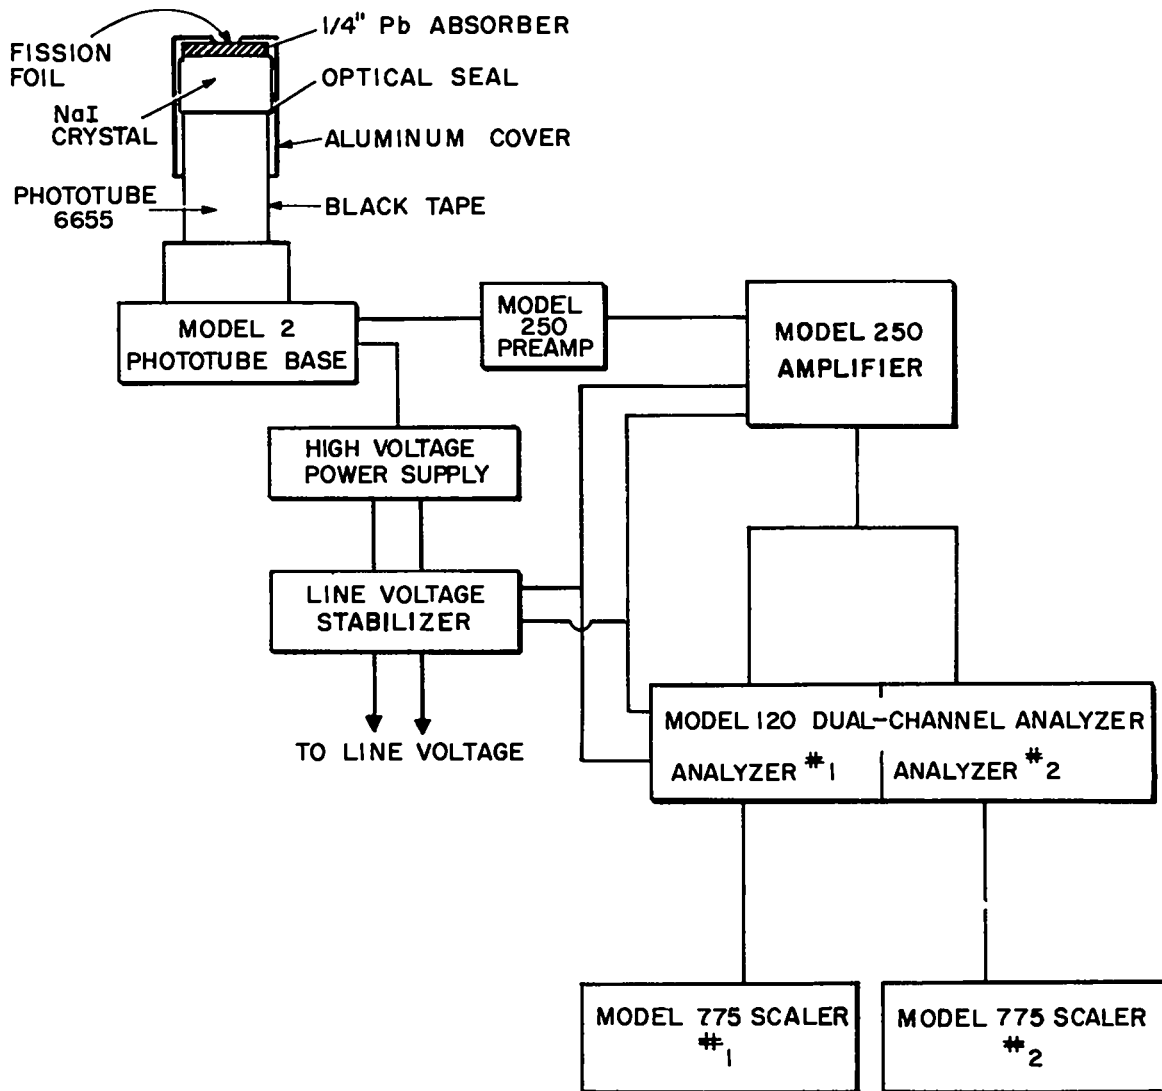 1/4" Pb ABSORBER
FISSION
FOIL
OPTICAL SEAL
NaI
CRYSTAL
ALUMINUM COVER
PHOTOTUBE
6655
BLACK TAPE
MODEL 2
PHOTOTUBE BASE
MODEL
250
PREAMP
MODEL 250
AMPLIFIER
HIGH VOLTAGE
POWER SUPPLY
LINE VOLTAGE
STABILIZER
TO LINE VOLTAGE
MODEL 120 DUAL-CHANNEL ANALYZER
ANALYZER #1
ANALYZER #2
MODEL 775 SCALER
#1
MODEL 775 SCALER
#2